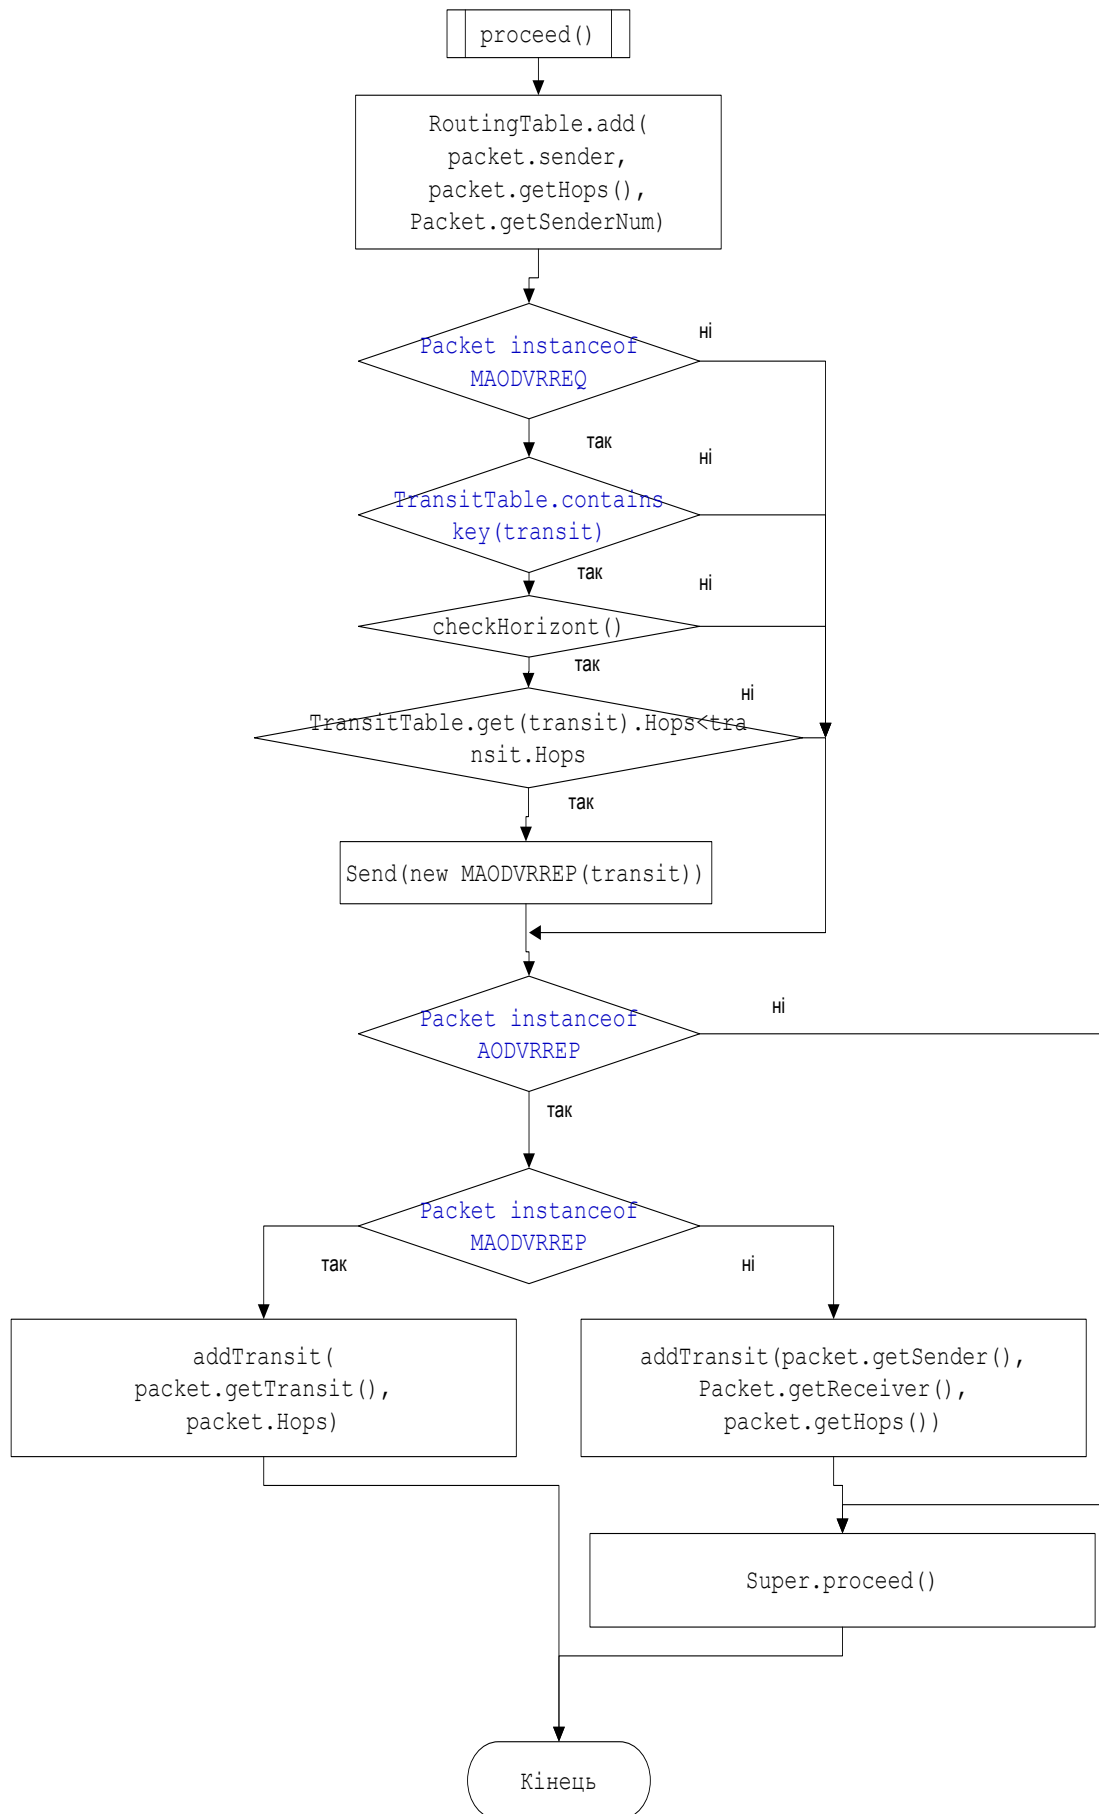 proceed()
RoutingTable.add(
packet.sender,
packet.getHops(),
Packet.getSenderNum)
Packet instanceof
MAODVRREQ
ні
так
TransitTable.contains
key(transit)
ні
так
checkHorizont()
ні
так
TransitTable.get(transit).Hops<tra
nsit.Hops
ні
так
Send(new MAODVRREP(transit))
Packet instanceof
AODVRREP
ні
так
Packet instanceof
MAODVRREP
так
ні
addTransit(
packet.getTransit(),
packet.Hops)
addTransit(packet.getSender(),
Packet.getReceiver(),
packet.getHops())
Super.proceed()
Кінець